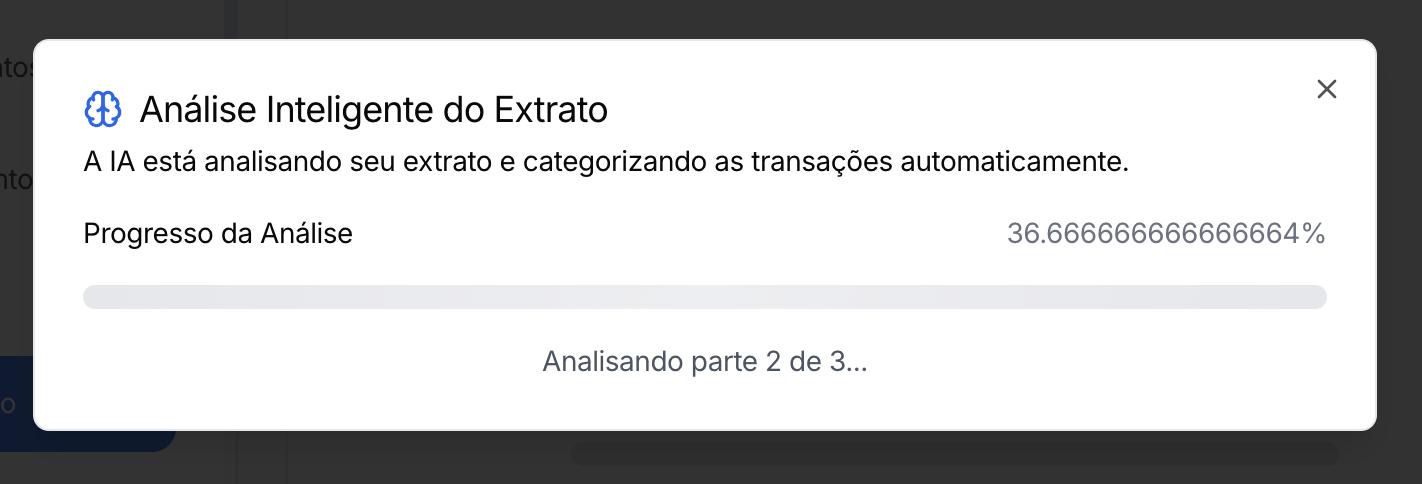 Análise Inteligente do Extrato
A IA está analisando seu extrato e categorizando as transações automaticamente.
Progresso da Análise
36.666666666666664%
Analisando parte 2 de 3...